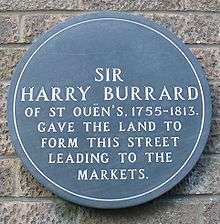 SIR
HARRY BURRARD
OF ST OUËN'S, 1755-1813.
GAVE THE LAND TO
FORM THIS STREET
LEADING TO THE
MARKETS.